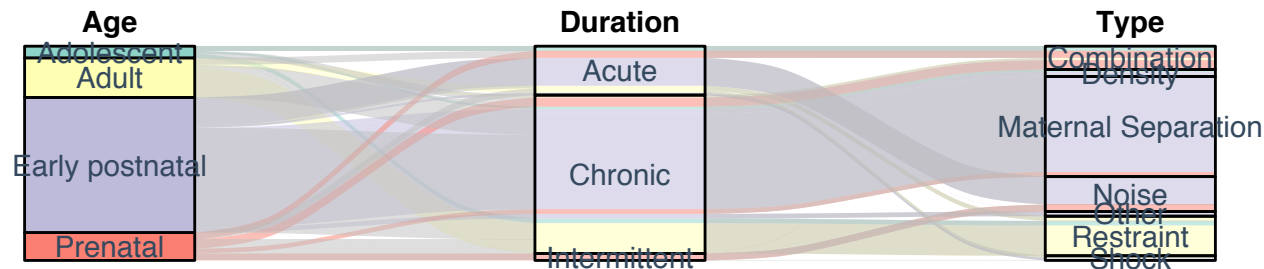 Age
Duration
Type
Adolescent
Adult
Early postnatal
Prenatal
Acute
Chronic
Intermittent
Combination
Density
Maternal Separation
Noise
Other
Restraint
Shock